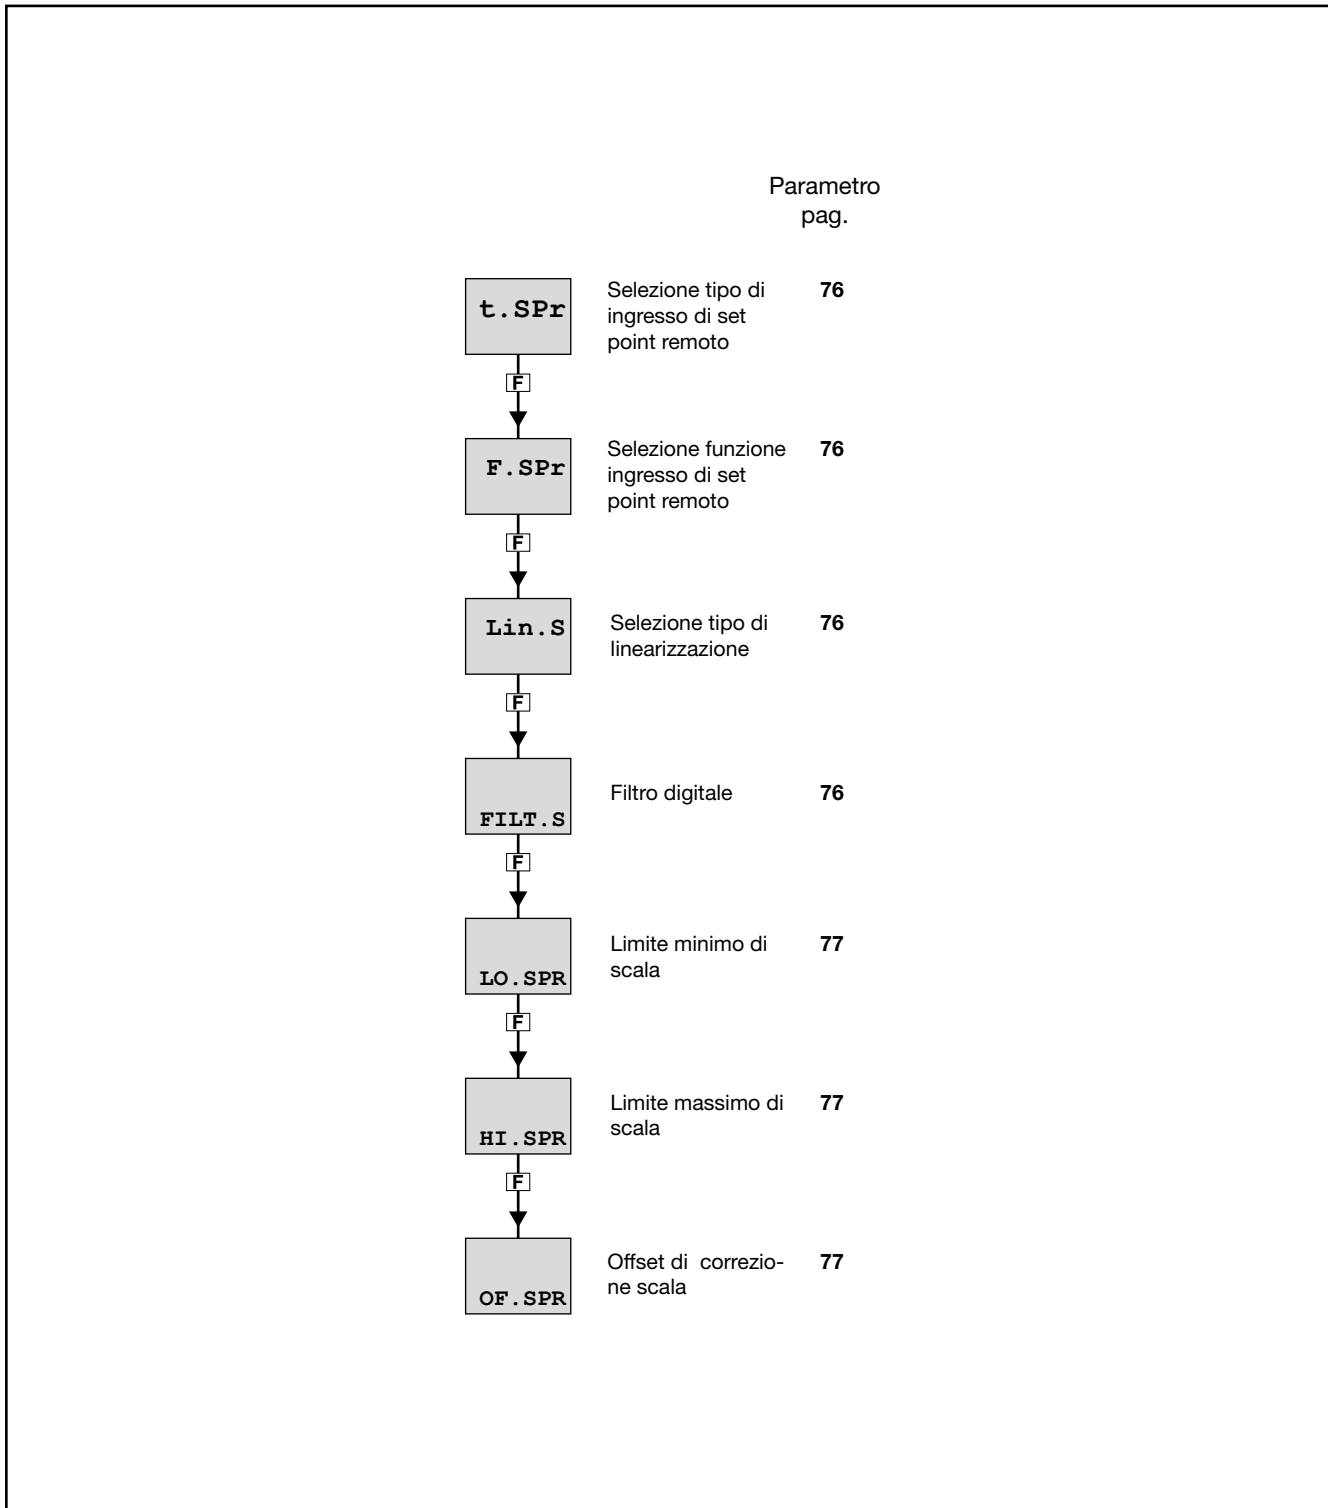 Parametro
pag.
t.SPr
Selezione tipo di
ingresso di set
point remoto
76
F
F.SPr
Selezione funzione
ingresso di set
point remoto
76
F
Lin.S
Selezione tipo di
linearizzazione
76
F
FILT.S
Filtro digitale
76
F
LO.SPR
Limite minimo di
scala
77
F
HI.SPR
Limite massimo di
scala
77
F
OF.SPR
Offset di correzio-
ne scala
77